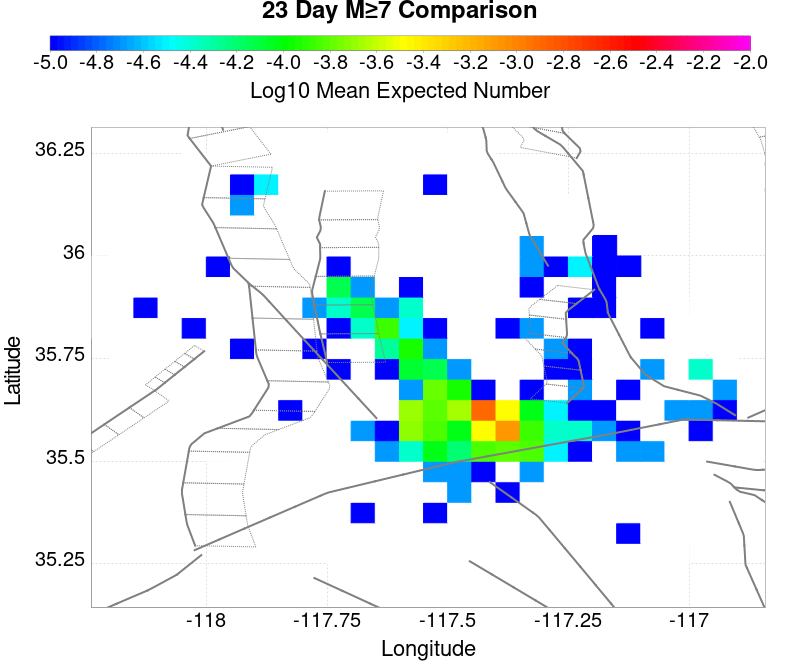 23 Day M≥7 Comparison
-5.0 -4.8 -4.6 -4.4 -4.2 -4.0 -3.8 -3.6 -3.4 -3.2 -3.0 -2.8 -2.6 -2.4 -2.2 -2.0
Log10 Mean Expected Number
36.25
36
35.75
35.5
35.25
Latitude
-118 -117.75 -117.5 -117.25 -117
Longitude